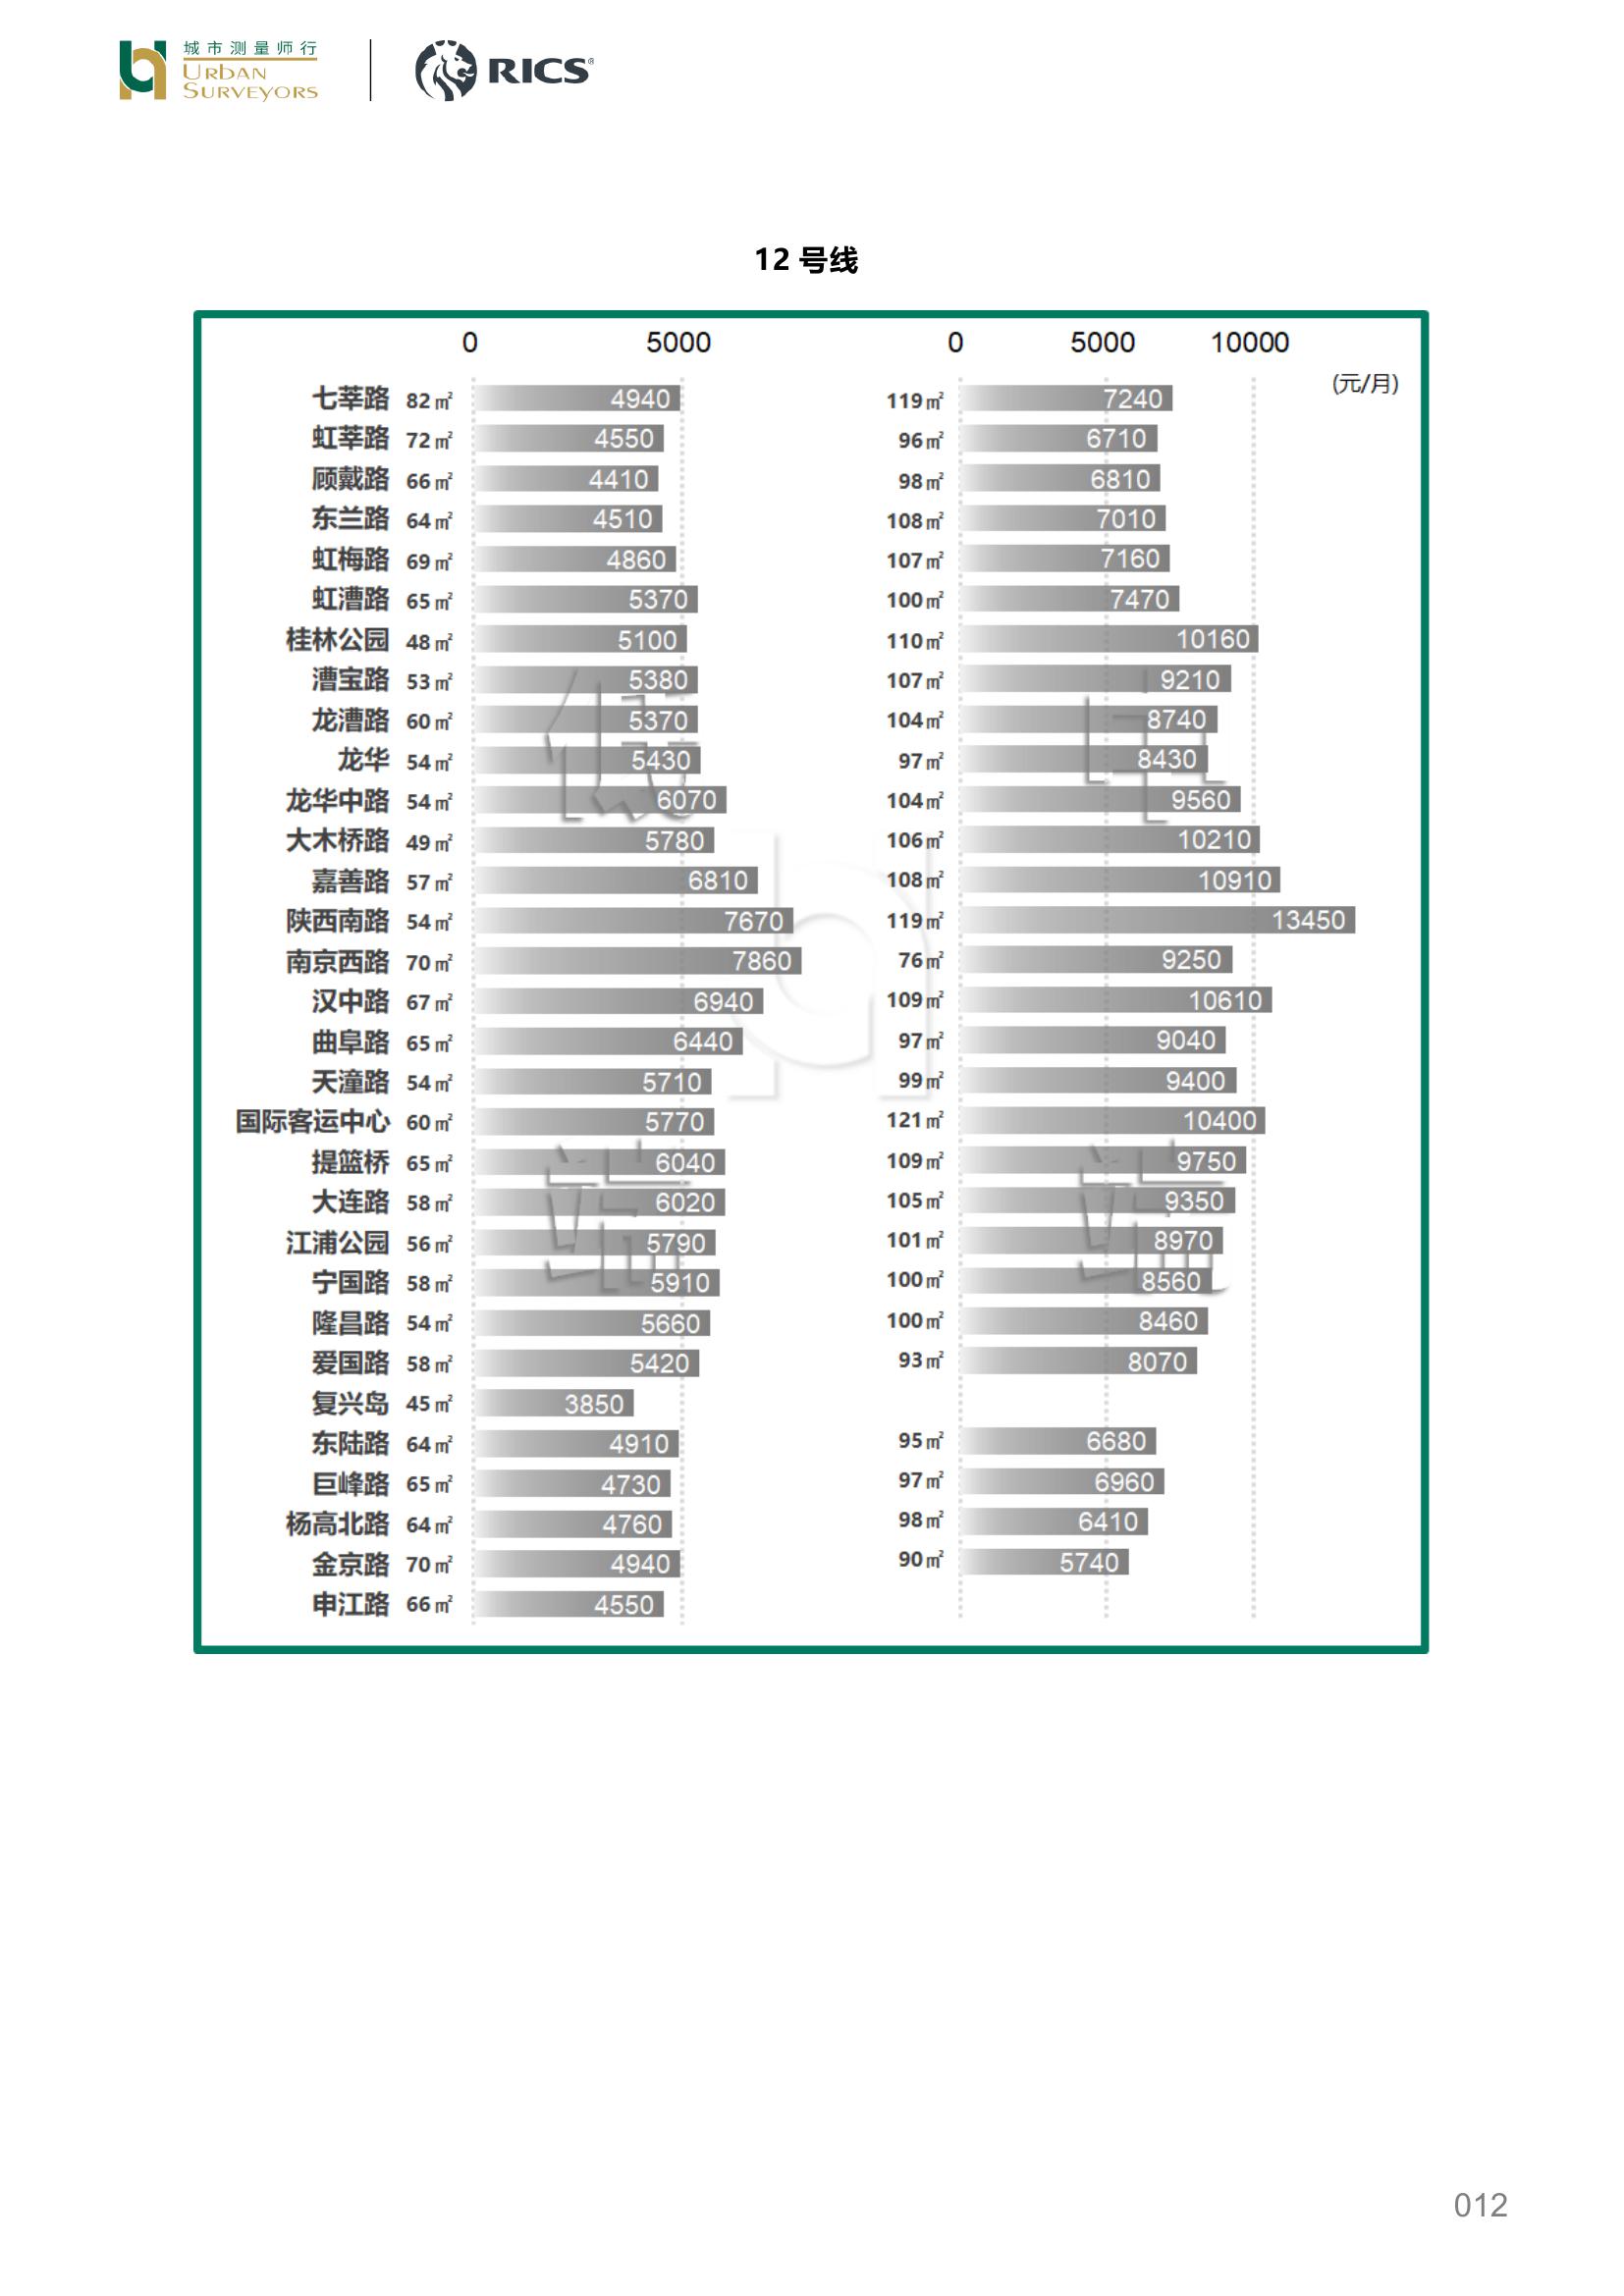 城市测量师行
URBAN
SURVEYORS
RICS®
12 号线
0 5000 0 5000 10000
(元/月)
七莘路 82㎡ 4940 119㎡ 7240
虹莘路 72㎡ 4550 96㎡ 6710
顾戴路 66㎡ 4410 98㎡ 6810
东兰路 64㎡ 4510 108㎡ 7010
虹梅路 69㎡ 4860 107㎡ 7160
虹漕路 65㎡ 5370 100㎡ 7470
桂林公园 48㎡ 5100 110㎡ 10160
漕宝路 53㎡ 5380 107㎡ 9210
龙漕路 60㎡ 5370 104㎡ 8740
龙华 54㎡ 5430 97㎡ 8430
龙华中路 54㎡ 6070 104㎡ 9560
大木桥路 49㎡ 5780 106㎡ 10210
嘉善路 57㎡ 6810 108㎡ 10910
陕西南路 54㎡ 7670 119㎡ 13450
南京西路 70㎡ 7860 76㎡ 9250
汉中路 67㎡ 6940 109㎡ 10610
曲阜路 65㎡ 6440 97㎡ 9040
天潼路 54㎡ 5710 99㎡ 9400
国际客运中心 60㎡ 5770 121㎡ 10400
提篮桥 65㎡ 6040 109㎡ 9750
大连路 58㎡ 6020 105㎡ 9350
江浦公园 56㎡ 5790 101㎡ 8970
宁国路 58㎡ 5910 100㎡ 8560
隆昌路 54㎡ 5660 100㎡ 8460
爱国路 58㎡ 5420 93㎡ 8070
复兴岛 45㎡ 3850
东陆路 64㎡ 4910 95㎡ 6680
巨峰路 65㎡ 4730 97㎡ 6960
杨高北路 64㎡ 4760 98㎡ 6410
金京路 70㎡ 4940 90㎡ 5740
申江路 66㎡ 4550
012